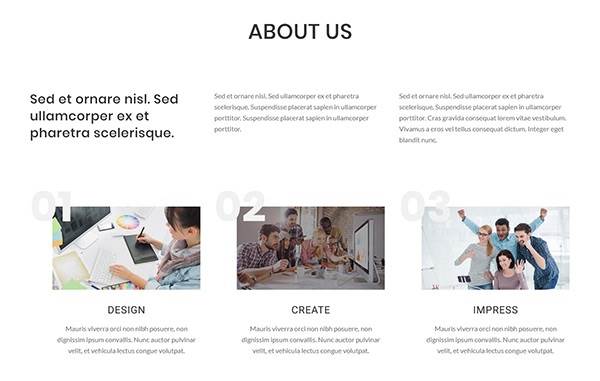 ABOUT US
Sed et ornare nisl. Sed
ullamcorper ex et
pharetra scelerisque.
Sed et ornare nisl. Sed ullamcorper ex et pharetra
scelerisque. Suspendisse placerat sapien in ullamcorper
porttitor. Suspendisse placerat sapien in ullamcorper
porttitor.
Sed et ornare nisl. Sed ullamcorper ex et pharetra
scelerisque. Suspendisse placerat sapien in ullamcorper
porttitor. Cras gravida consequat lorem vitae vestibulum.
Vivamus a eros vel tellus consequat dictum. Integer eget
blandit nunc.
01
DESIGN
Mauris viverra orci non nibh posuere, non
dignissim ipsum convallis. Nunc auctor pulvinar
velit, et vehicula lectus congue volutpat.
02
CREATE
Mauris viverra orci non nibh posuere, non
dignissim ipsum convallis. Nunc auctor pulvinar
velit, et vehicula lectus congue volutpat.
03
IMPRESS
Mauris viverra orci non nibh posuere, non
dignissim ipsum convallis. Nunc auctor pulvinar
velit, et vehicula lectus congue volutpat.